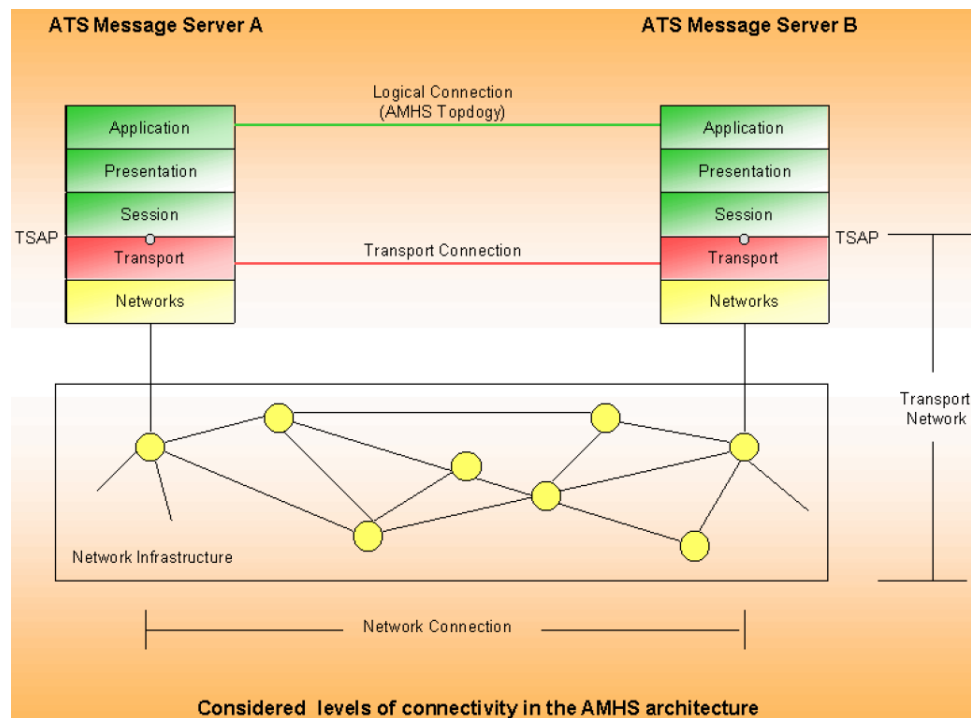 ATS Message Server A
ATS Message Server B
Logical Connection
(AMHS Topdogy)
Application
Application
Presentation
Presentation
Session
Session
TSAP
TSAP
Transport Connection
Transport
Transport
Networks
Networks
Transport
Network
Network Infrastructure
Network Connection
Considered levels of connectivity in the AMHS architecture